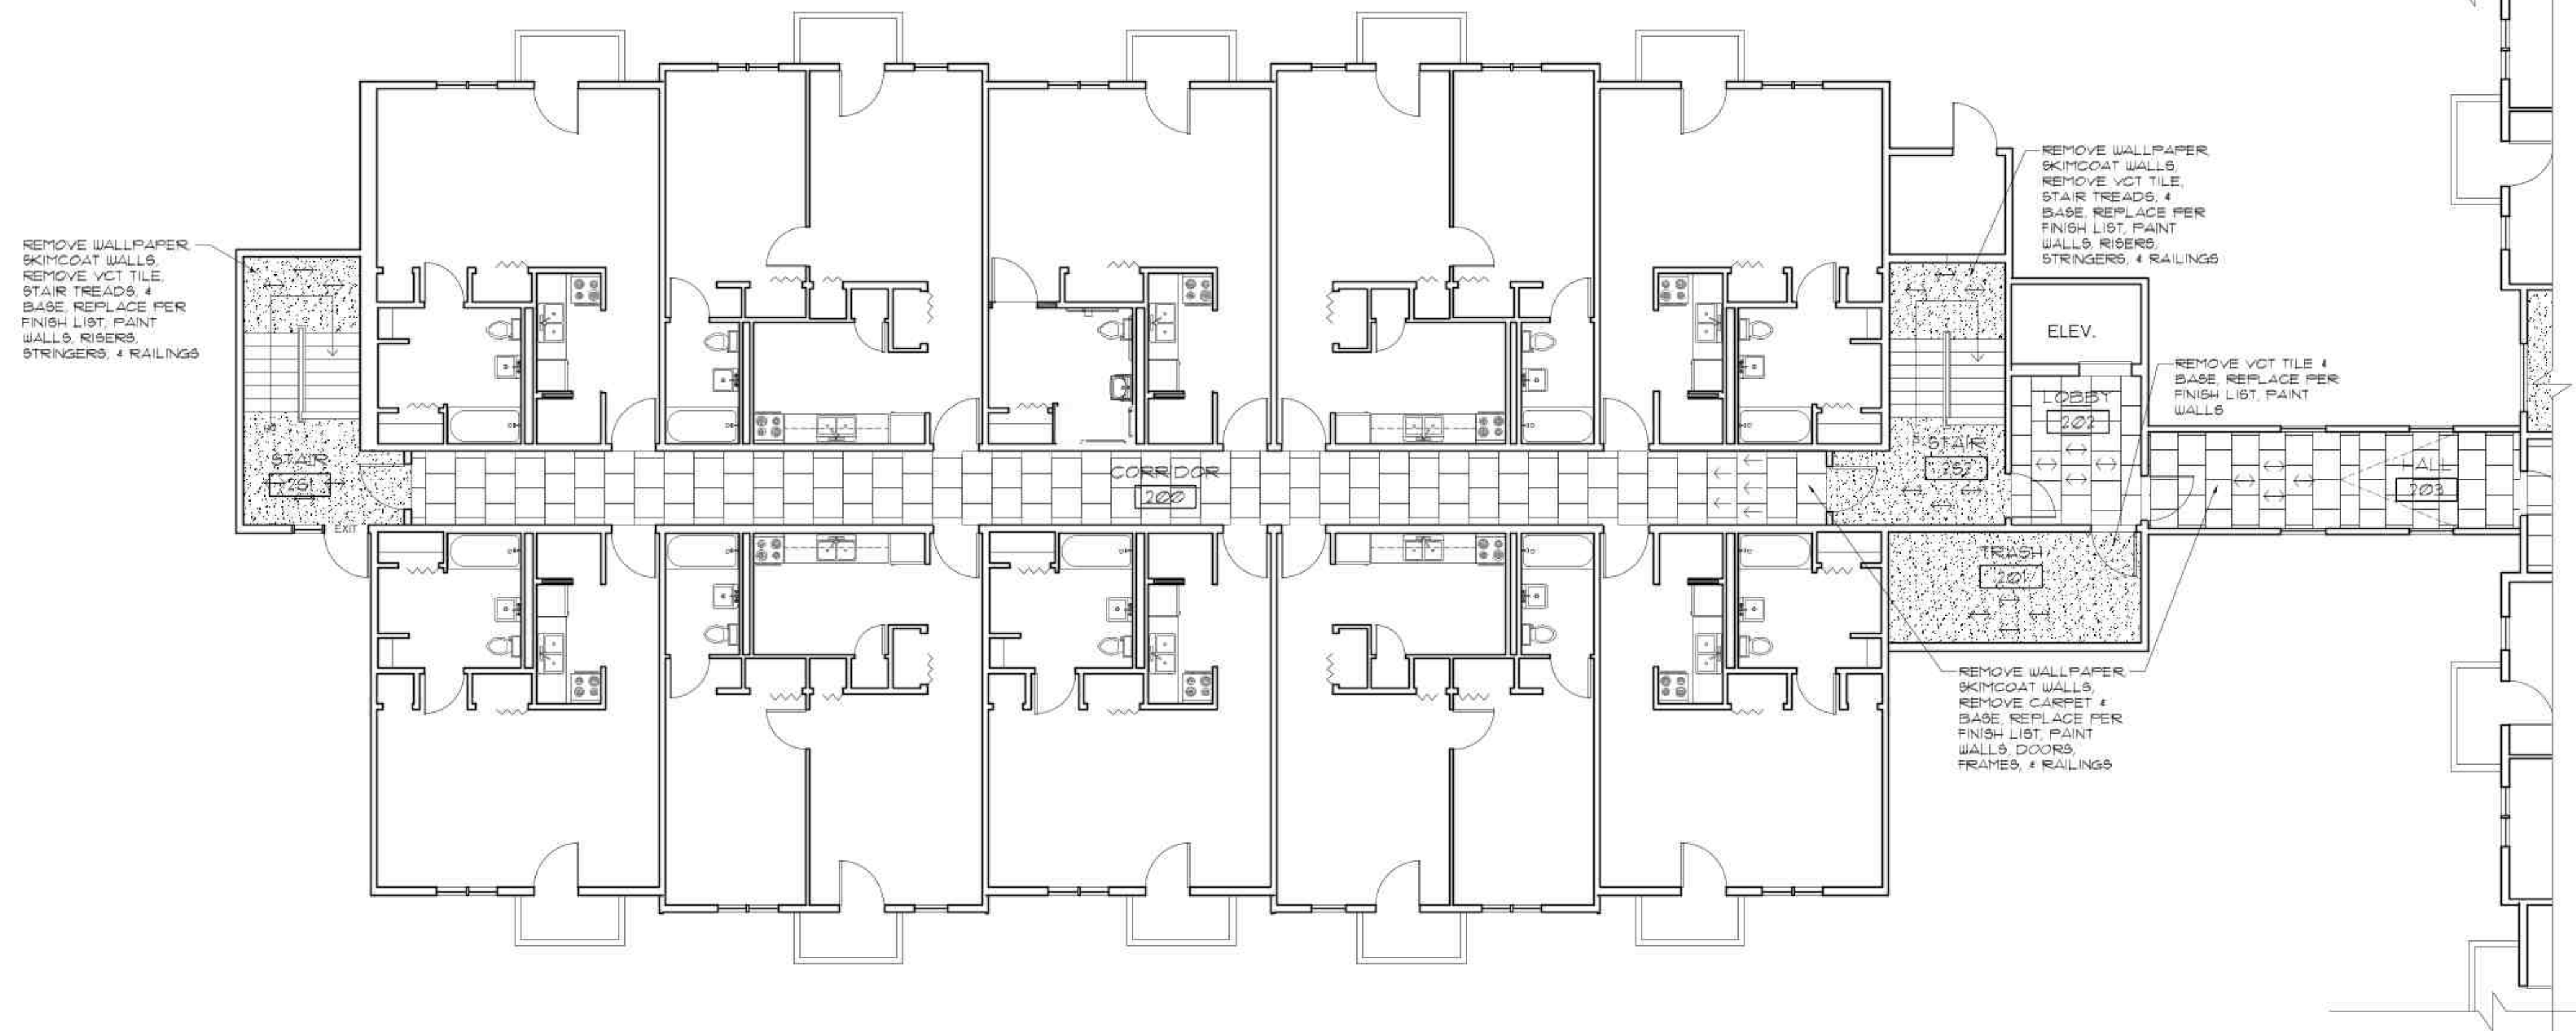 REMOVE WALLPAPER
SKIMCOAT WALLS,
REMOVE VCT TILE,
STAIR TREADS, &
BASE, REPLACE PER
FINISH LIST, PAINT
WALLS, RISERS,
STRINGERS, & RAILINGS
STAIR
251
EXIT
CORRIDOR
200
REMOVE WALLPAPER
SKIMCOAT WALLS,
REMOVE VCT TILE,
STAIR TREADS, &
BASE, REPLACE PER
FINISH LIST, PAINT
WALLS, RISERS,
STRINGERS, & RAILINGS
ELEV.
REMOVE VCT TILE &
BASE, REPLACE PER
FINISH LIST, PAINT
WALLS
LOBBY
202
STAIR
252
HALL
203
TRASH
201
REMOVE WALLPAPER
SKIMCOAT WALLS,
REMOVE CARPET &
BASE, REPLACE PER
FINISH LIST, PAINT
WALLS, DOORS,
FRAMES, & RAILINGS